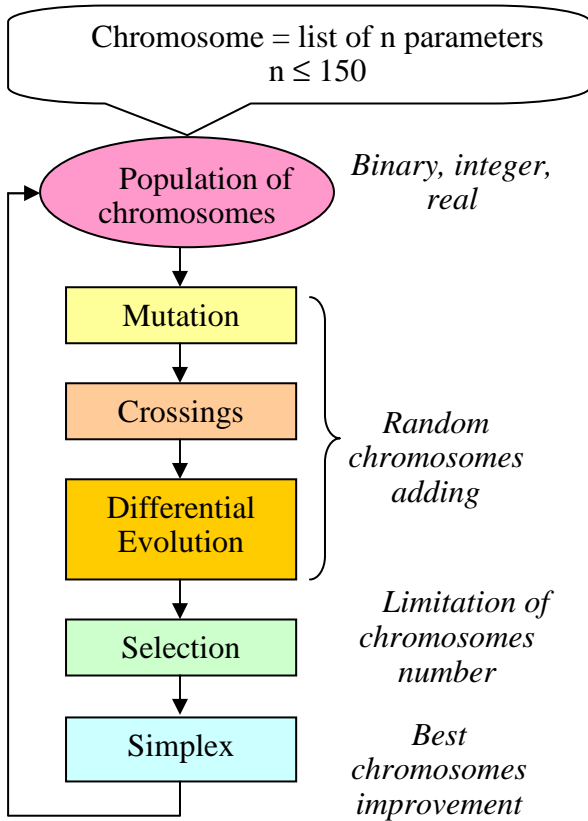 Chromosome = list of n parameters
n ≤ 150
Population of
chromosomes
Binary, integer,
real
Mutation
Crossings
Differential
Evolution
Random
chromosomes
adding
Selection
Limitation of
chromosomes
number
Simplex
Best
chromosomes
improvement